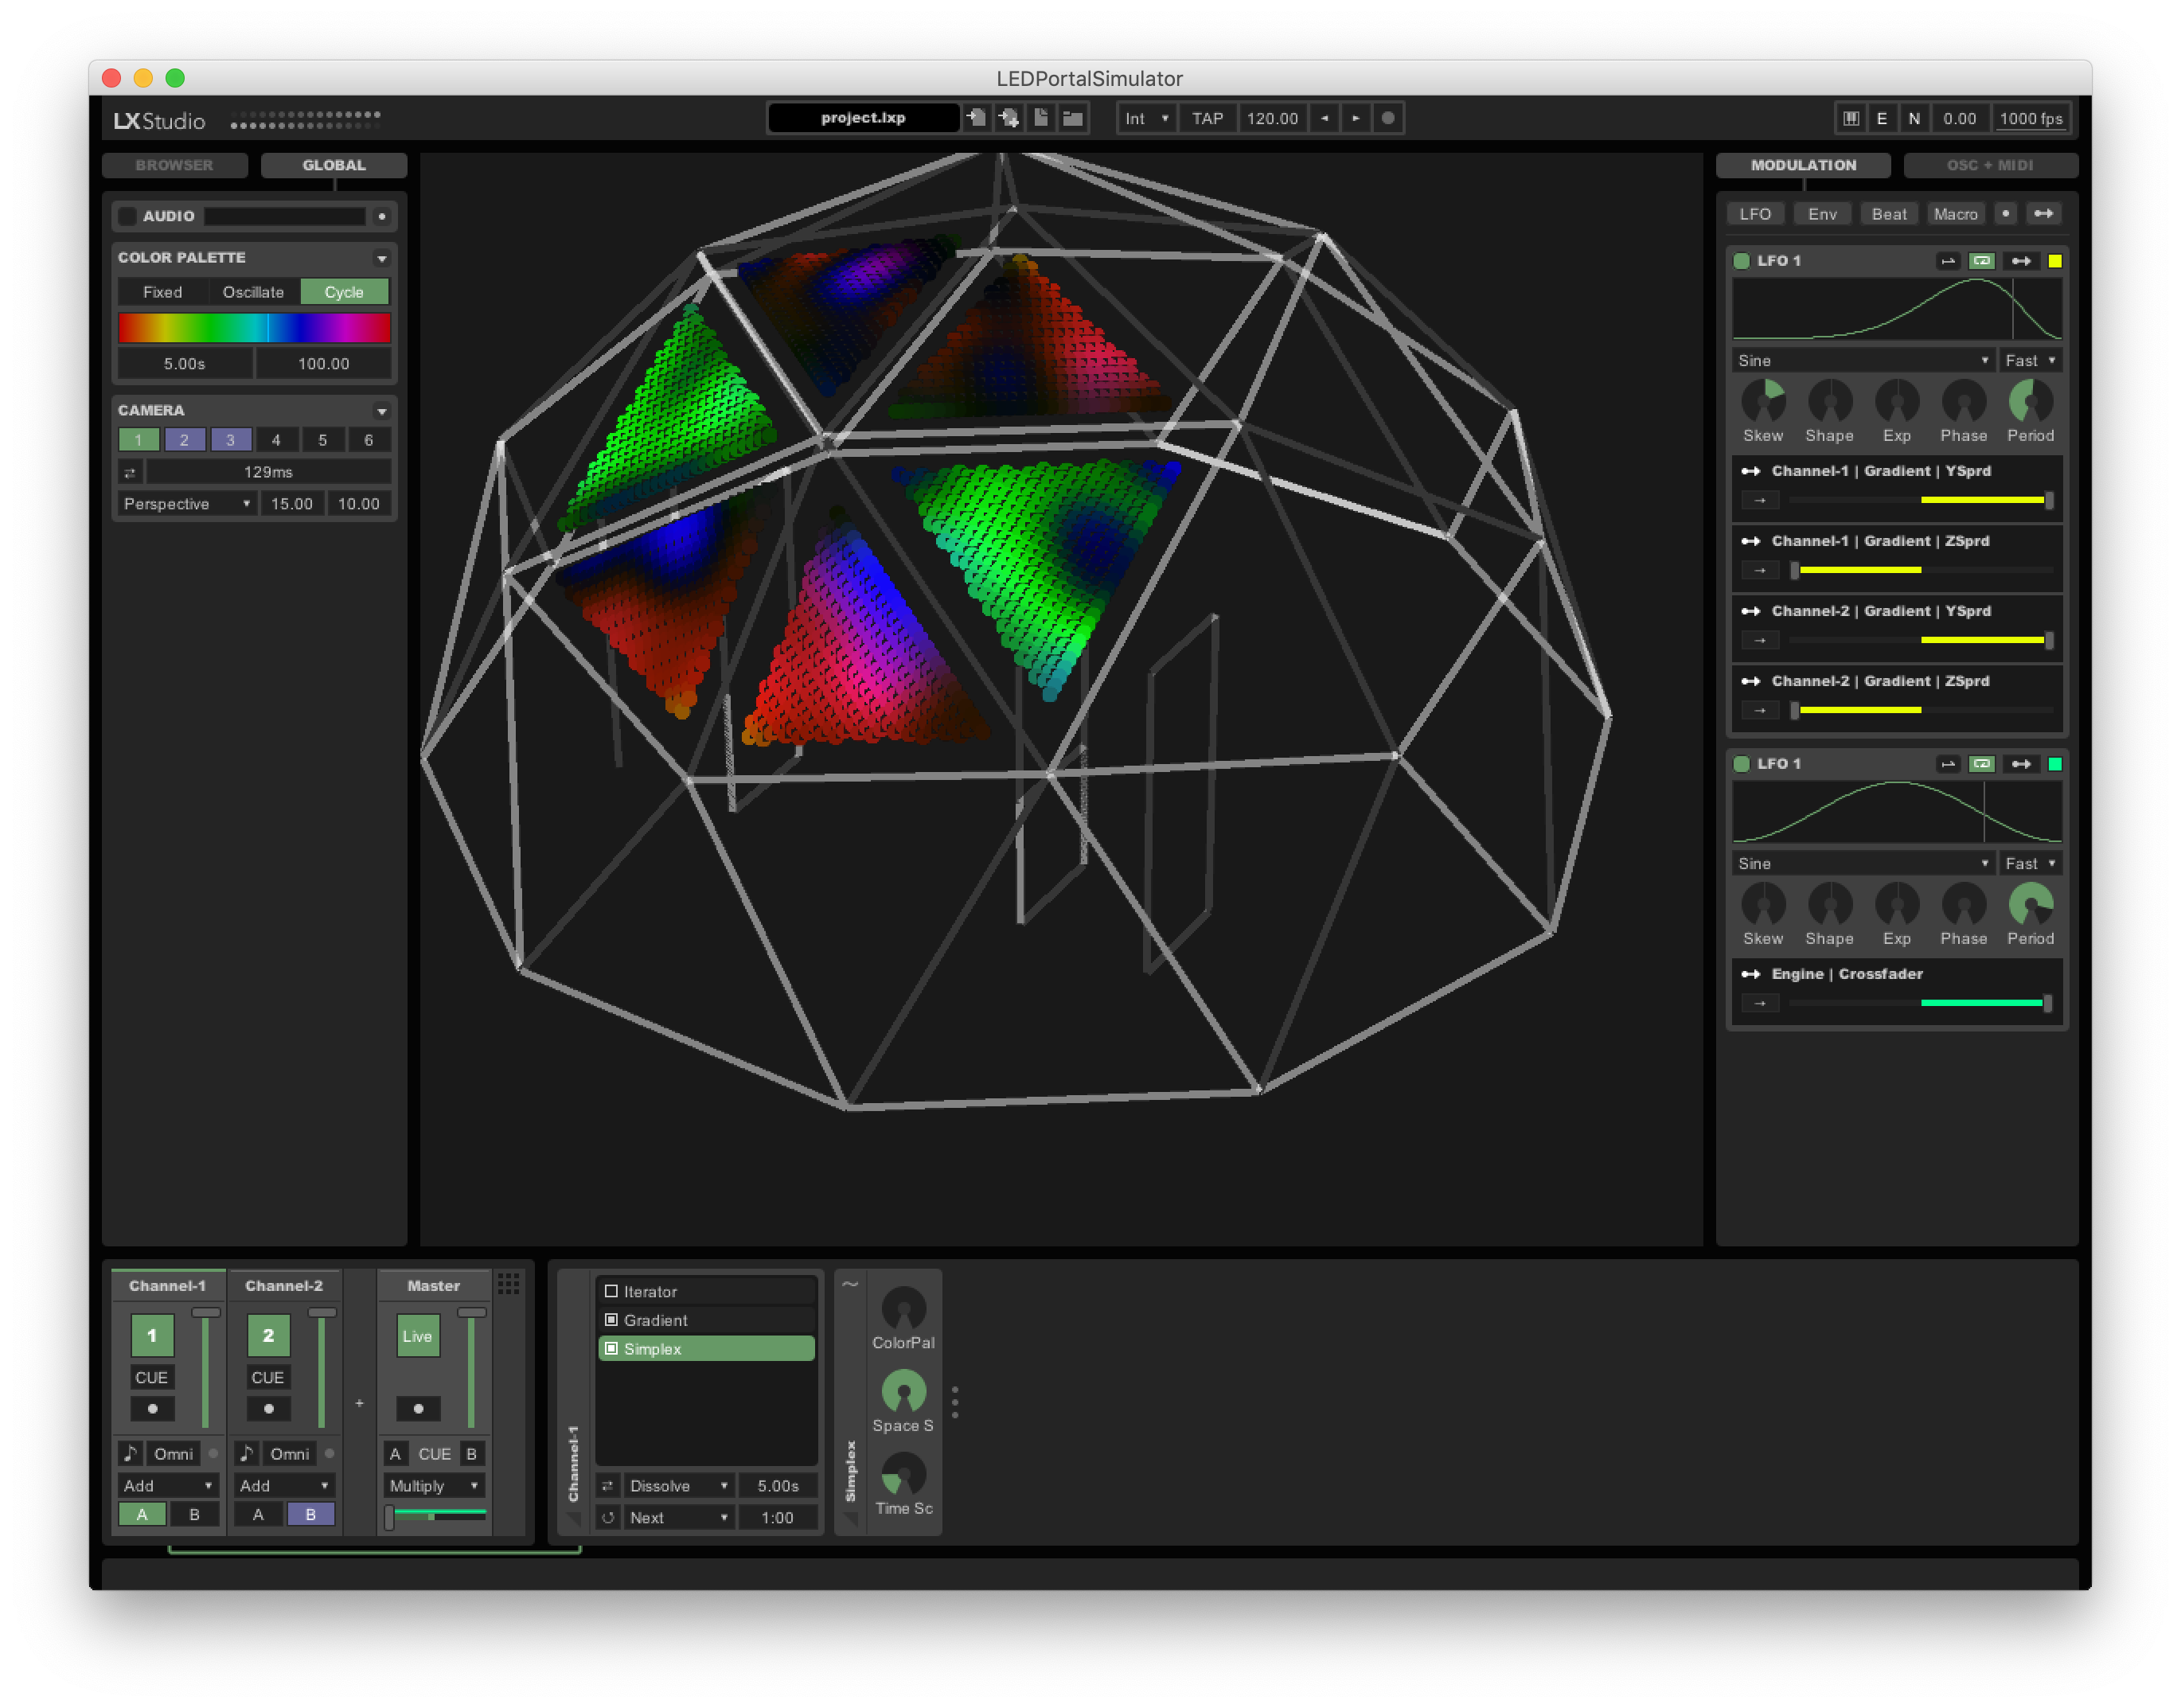 LEDPortalSimulator
LXStudio
project.lxp
Int TAP 120.00
E N 0.00 1000 fps
BROWSER GLOBAL
AUDIO
COLOR PALETTE
Fixed Oscillate Cycle
5.00s 100.00
CAMERA
1 2 3 4 5 6
129ms
Perspective 15.00 10.00
MODULATION OSC + MIDI
LFO Env Beat Macro
LFO 1
Sine Fast
Skew Shape Exp Phase Period
Channel-1 | Gradient | YSprd
Channel-1 | Gradient | ZSprd
Channel-2 | Gradient | YSprd
Channel-2 | Gradient | ZSprd
LFO 1
Sine Fast
Skew Shape Exp Phase Period
Engine | Crossfader
Channel-1 Channel-2 Master
1 2 Live
CUE CUE
Omni Omni A CUE B
Add Add Multiply
A B A B
Channel-1
Iterator
Gradient
Simplex
Dissolve 5.00s
Next 1:00
Simplex
ColorPal
Space S
Time Sc